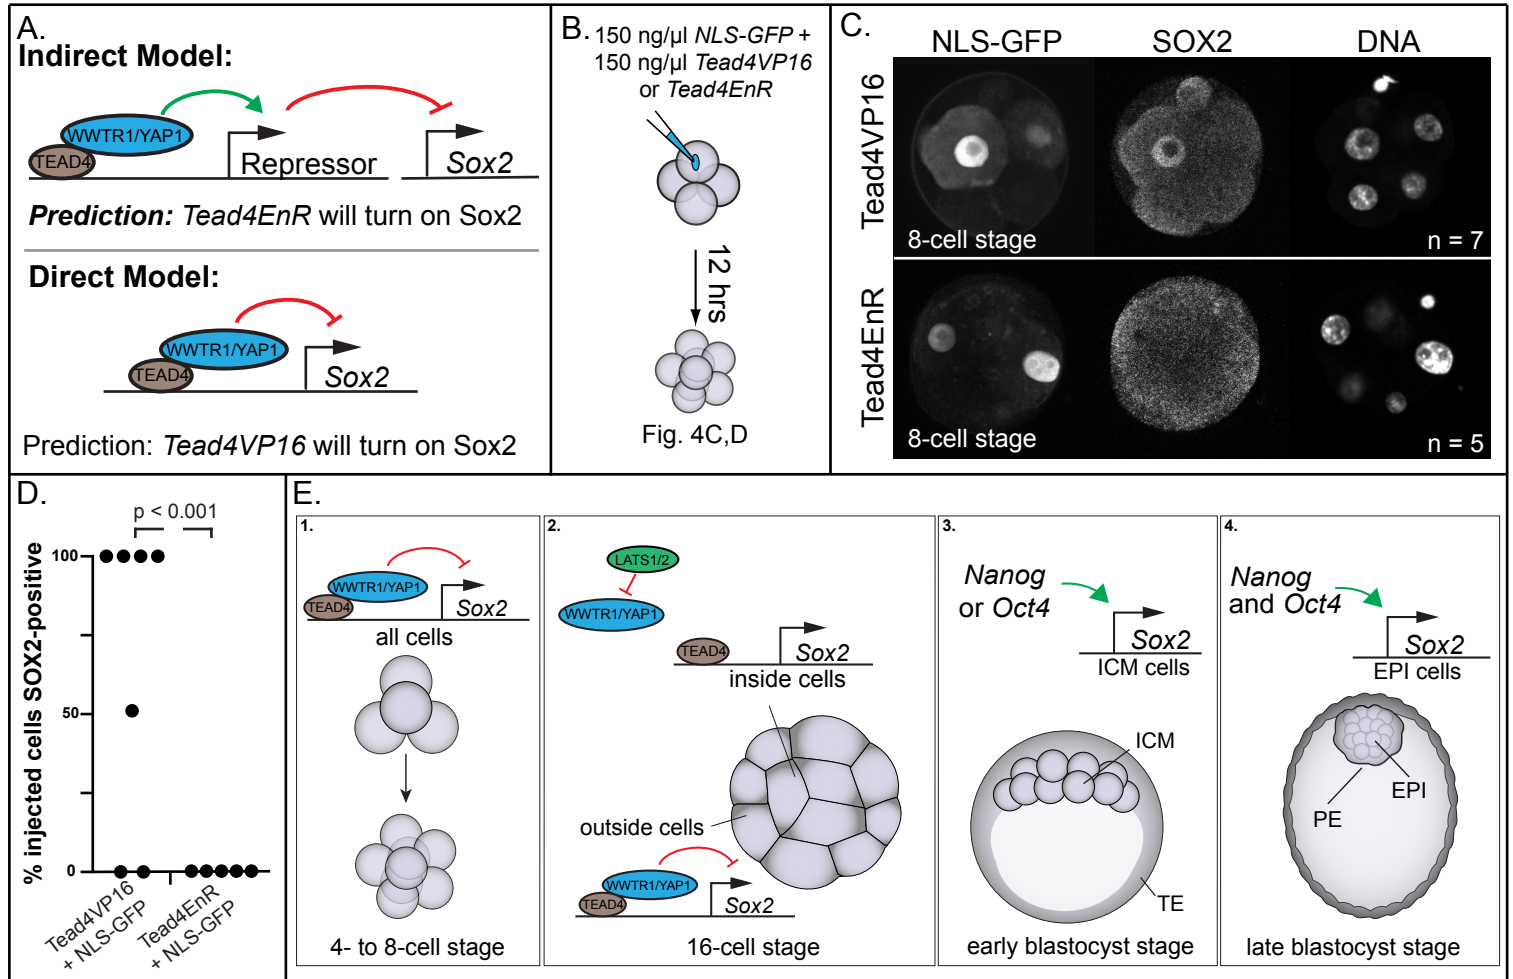 A.
Indirect Model:
WWTR1/YAP1
TEAD4
Repressor
Sox2
Prediction: Tead4EnR will turn on Sox2
Direct Model:
WWTR1/YAP1
TEAD4
Sox2
Prediction: Tead4VP16 will turn on Sox2
B.
150 ng/µl NLS-GFP +
150 ng/µl Tead4VP16
or Tead4EnR
12 hrs
Fig. 4C,D
C.
NLS-GFP SOX2 DNA
Tead4VP16
8-cell stage
n = 7
Tead4EnR
8-cell stage
n = 5
D.
p < 0.001
% injected cells SOX2-positive
100
50
0
Tead4VP16
+ NLS-GFP
Tead4EnR
+ NLS-GFP
E.
1.
WWTR1/YAP1
TEAD4
Sox2
all cells
4- to 8-cell stage
2.
LATS1/2
WWTR1/YAP1
TEAD4
Sox2
inside cells
outside cells
WWTR1/YAP1
TEAD4
Sox2
16-cell stage
3.
Nanog
or Oct4
Sox2
ICM cells
ICM
TE
early blastocyst stage
4.
Nanog
and Oct4
Sox2
EPI cells
EPI
PE
late blastocyst stage